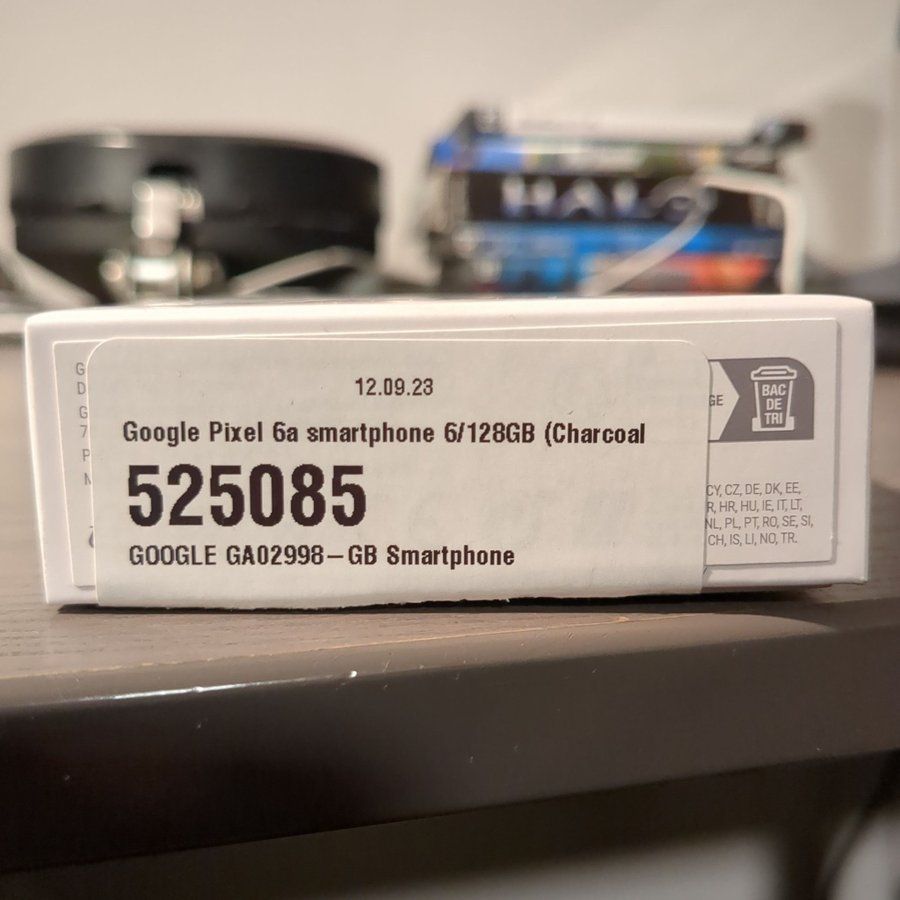 HALO
12.09.23
Google Pixel 6a smartphone 6/128GB (Charcoal
525085
GOOGLE GA02998-GB Smartphone
BAC
DE
TRI
CY, CZ, DE, DK, EE,
R, HR, HU, IE, IT, LT,
NL, PL, PT, RO, SE, SI,
CH, IS, LI, NO, TR.